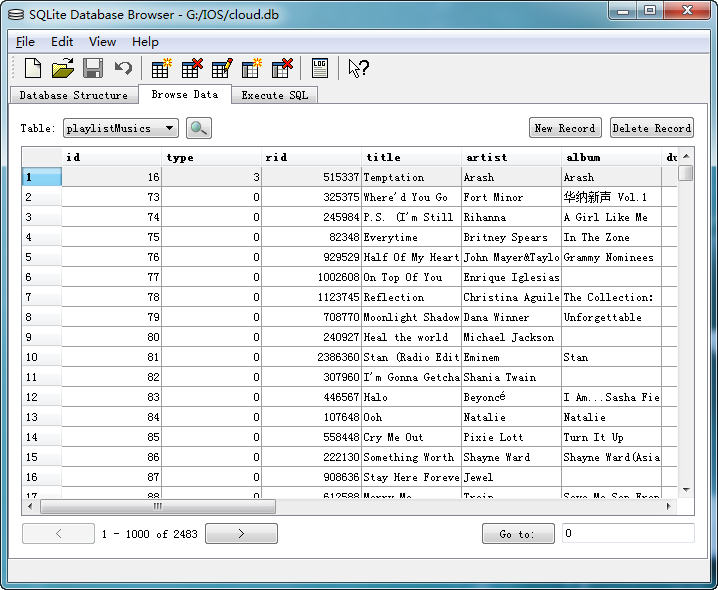 SQLite Database Browser - G:/IOS/cloud.db
File Edit View Help
LOG
Database Structure Browse Data Execute SQL
Table: playlistMusics New Record Delete Record
id type rid title artist album
1 16 3 515337 Temptation Arash Arash
2 73 0 325375 Where'd You Go Fort Minor 华纳新声 Vol.1
3 74 0 245984 P.S. (I'm Still Rihanna A Girl Like Me
4 75 0 82348 Everytime Britney Spears In The Zone
5 76 0 929529 Half Of My Heart John Mayer&Taylo Grammy Nominees
6 77 0 1002608 On Top Of You Enrique Iglesias
7 78 0 1123745 Reflection Christina Aguile The Collection:
8 79 0 708770 Moonlight Shadow Dana Winner Unforgettable
9 80 0 240927 Heal the world Michael Jackson
10 81 0 2386360 Stan (Radio Edit Eminem Stan
11 82 0 307960 I'm Gonna Getcha Shania Twain
12 83 0 446567 Halo Beyoncé I Am...Sasha Fie
13 84 0 107648 Ooh Natalie Natalie
14 85 0 558448 Cry Me Out Pixie Lott Turn It Up
15 86 0 222130 Something Worth Shayne Ward Shayne Ward(Asia
16 87 0 908636 Stay Here Foreve Jewel
17 88 0 612588 Marry Me Train Save Me San Fran
< 1 - 1000 of 2483 > Go to: 0